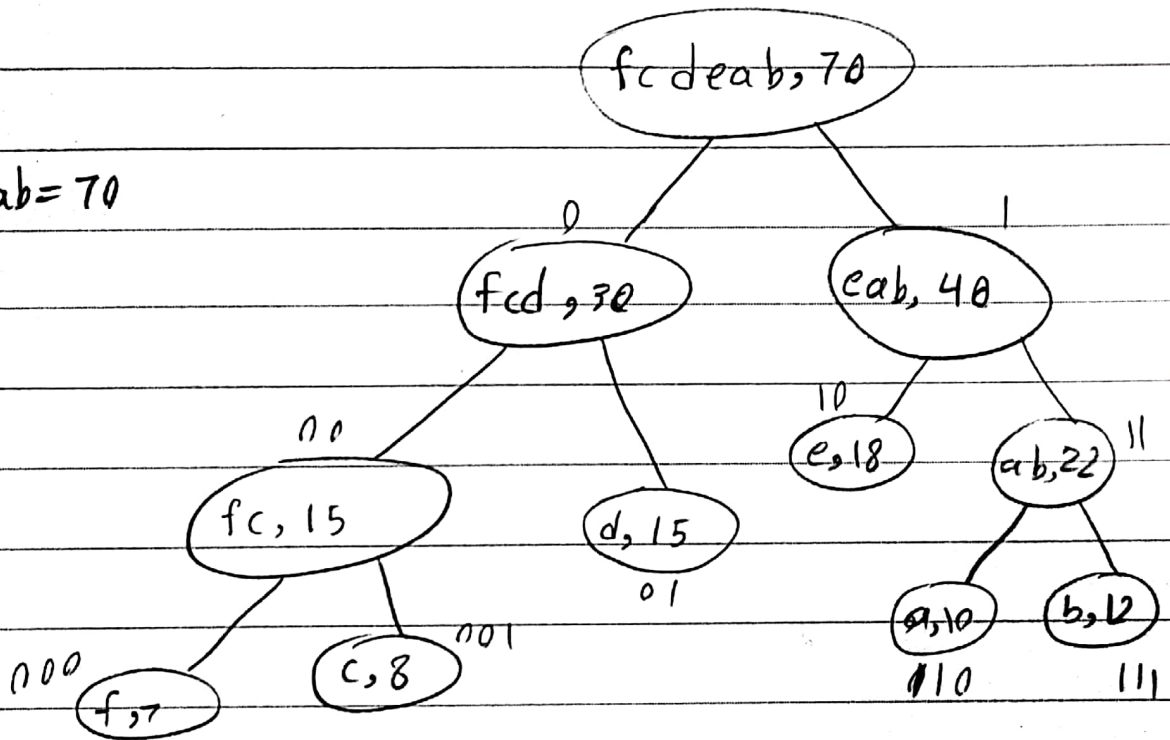 fcdeab, 70
ab = 70
0
1
fcd, 30
eab, 40
10
00
e, 18
ab, 22
11
fc, 15
d, 15
01
a, 10
b, 12
001
000
c, 8
110
111
f, 7